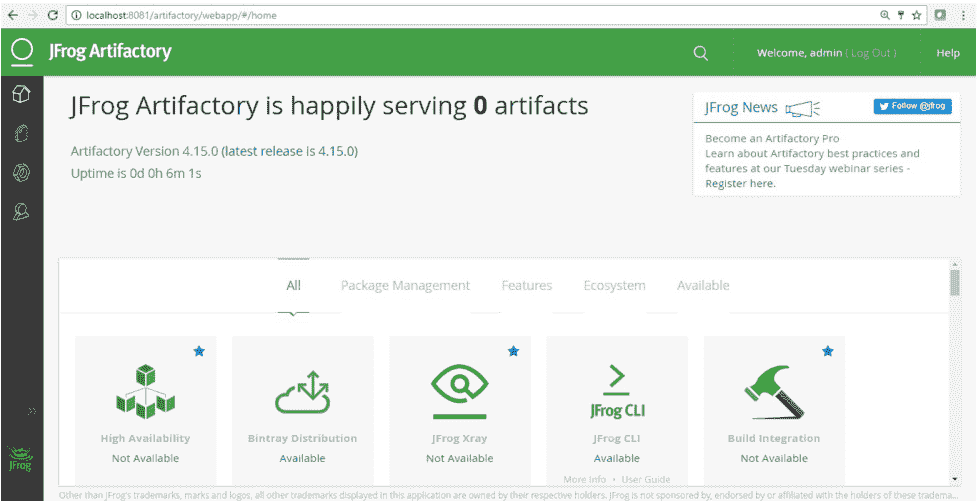 localhost:8081/artifactory/webapp/#/home
JFrog Artifactory
Welcome, admin ( Log Out )
Help
JFrog Artifactory is happily serving 0 artifacts
Artifactory Version 4.15.0 (latest release is 4.15.0)
Uptime is 0d 0h 6m 1s
JFrog News
Follow @jfrog
Become an Artifactory Pro
Learn about Artifactory best practices and
features at our Tuesday webinar series -
Register here.
All
Package Management
Features
Ecosystem
Available
High Availability
Not Available
Bintray Distribution
Available
JFrog Xray
Not Available
JFrog CLI
JFrog CLI
Available
More Info • User Guide
Build Integration
Not Available
JFrog
Other than JFrog's trademarks, marks and logos, all other trademarks displayed in this application are owned by their respective holders. JFrog is not sponsored by, endorsed by or affiliated with the holders of these tradema...